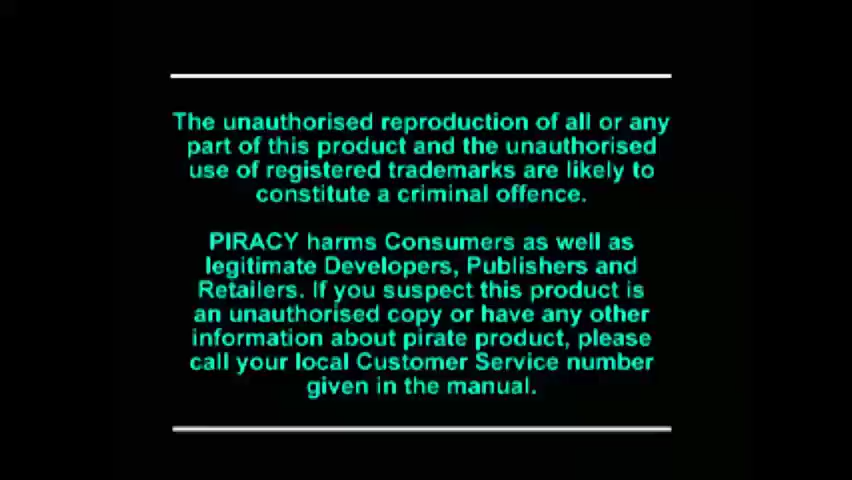 The unauthorised reproduction of all or any
part of this product and the unauthorised
use of registered trademarks are likely to
constitute a criminal offence.
PIRACY harms Consumers as well as
legitimate Developers, Publishers and
Retailers. If you suspect this product is
an unauthorised copy or have any other
information about pirate product, please
call your local Customer Service number
given in the manual.